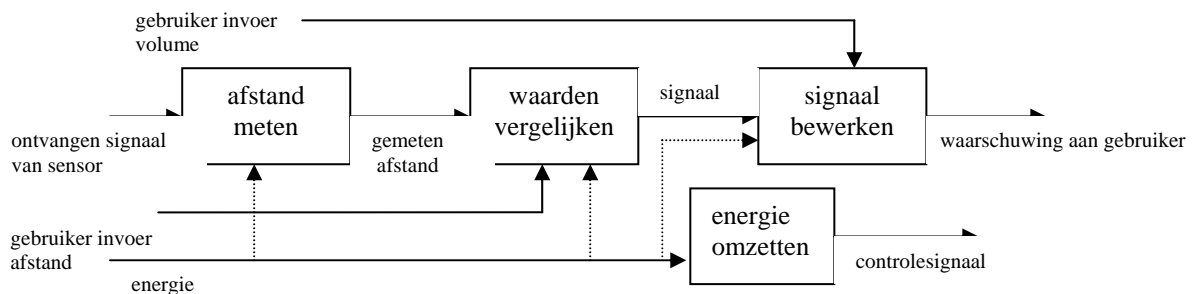 gebruiker invoer
volume
afstand
meten
waarden
vergelijken
signaal
signaal
bewerken
ontvangen signaal
van sensor
gemeten
afstand
waarschuwing aan gebruiker
gebruiker invoer
afstand
energie
omzetten
controlesignaal
energie